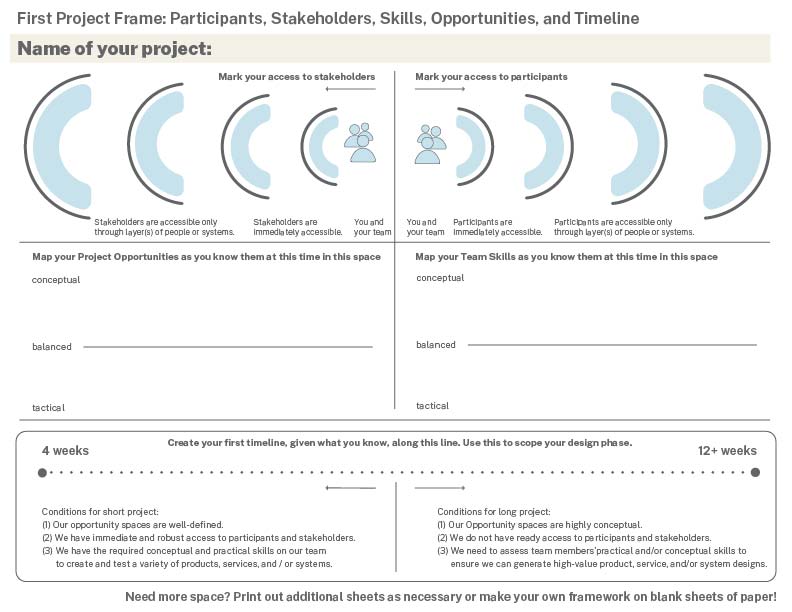 First Project Frame: Participants, Stakeholders, Skills, Opportunities, and Timeline
Name of your project:
Mark your access to stakeholders
Mark your access to participants
Stakeholders are accessible only
through layer(s) of people or systems.
Stakeholders are
immediately accessible.
You and
your team
You and
your team
Participants are
immediately accessible.
Participants are accessible only
through layer(s) of people or systems.
Map your Project Opportunities as you know them at this time in this space
conceptual
balanced
tactical
Map your Team Skills as you know them at this time in this space
conceptual
balanced
tactical
Create your first timeline, given what you know, along this line. Use this to scope your design phase.
4 weeks
12+ weeks
Conditions for short project:
(1) Our opportunity spaces are well-defined.
(2) We have immediate and robust access to participants and stakeholders.
(3) We have the required conceptual and practical skills on our team
to create and test a variety of products, services, and / or systems.
Conditions for long project:
(1) Our Opportunity spaces are highly conceptual.
(2) We do not have ready access to participants and stakeholders.
(3) We need to assess team members'practical and/or conceptual skills to
ensure we can generate high-value product, service, and/or system designs.
Need more space? Print out additional sheets as necessary or make your own framework on blank sheets of paper!